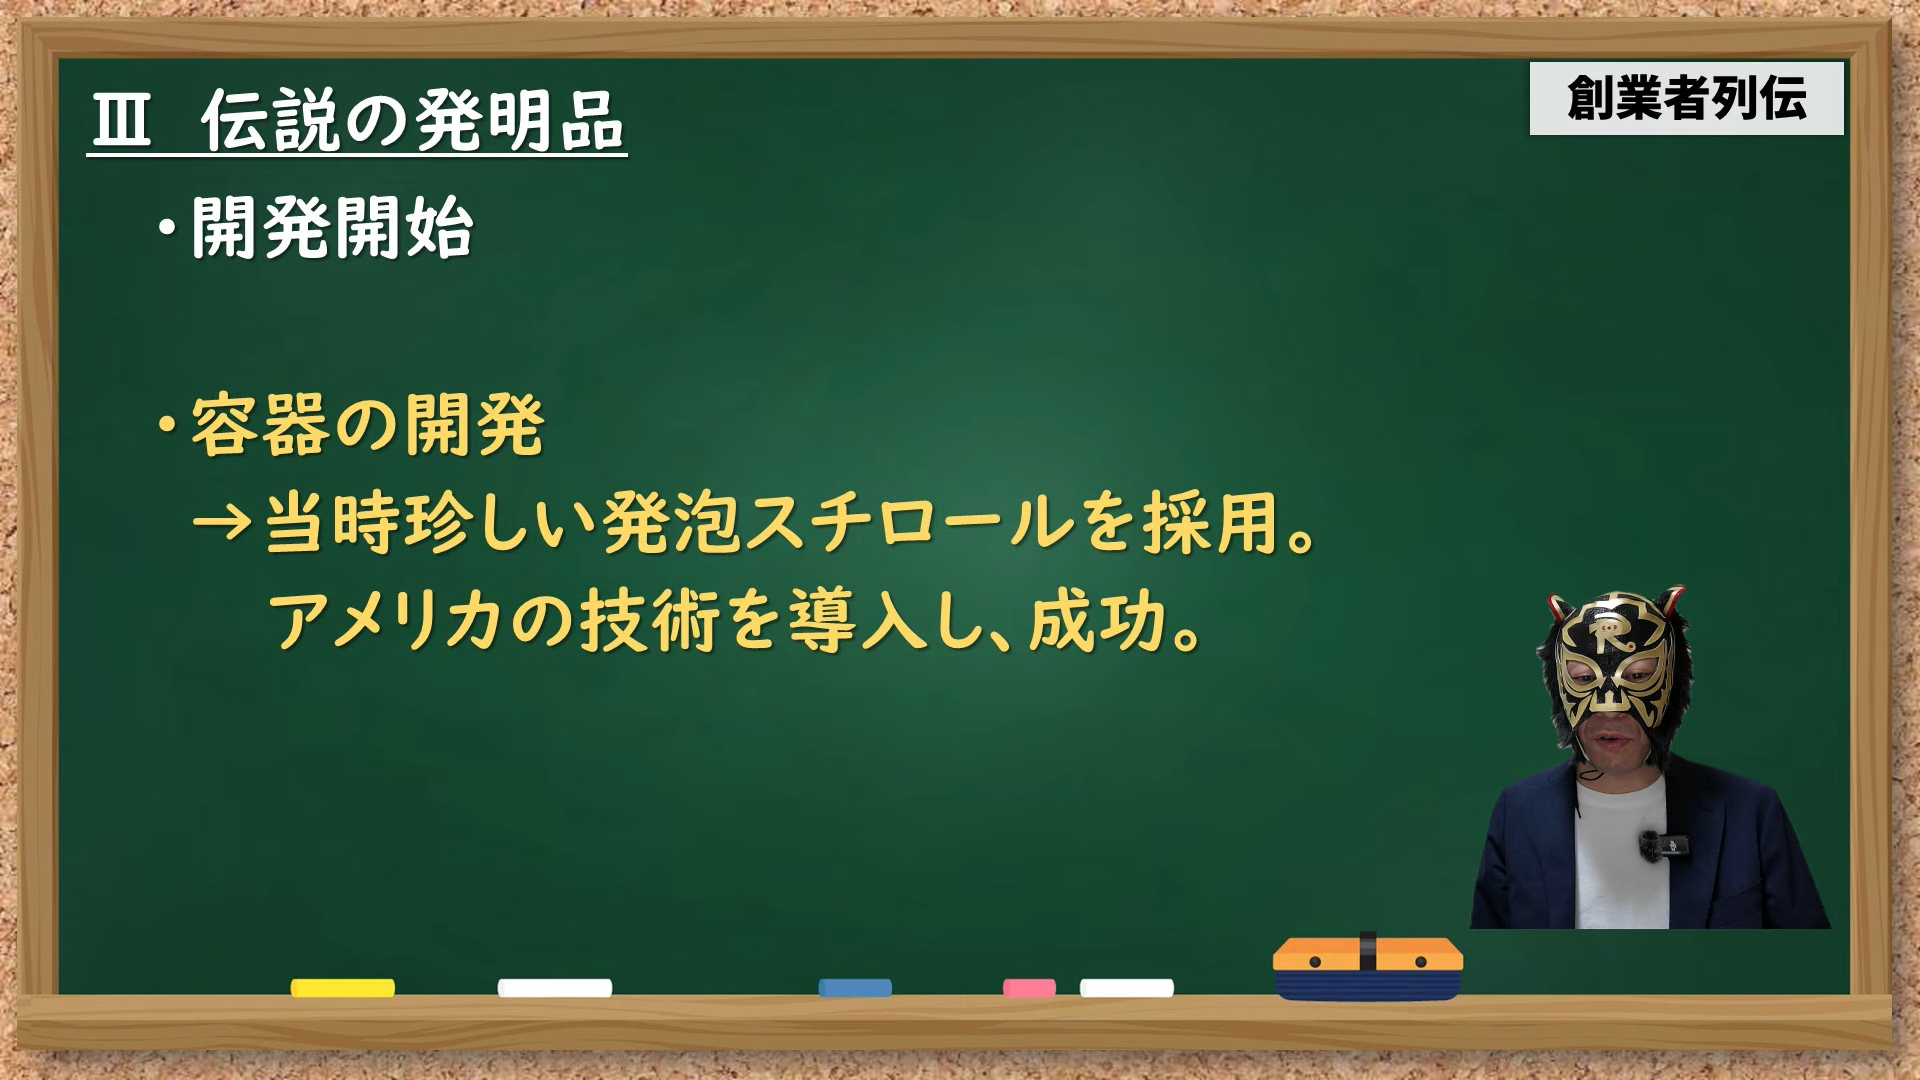 Ⅲ 伝説の発明品
創業者列伝
・開発開始
・容器の開発
→当時珍しい発泡スチロールを採用。
アメリカの技術を導入し、成功。
R